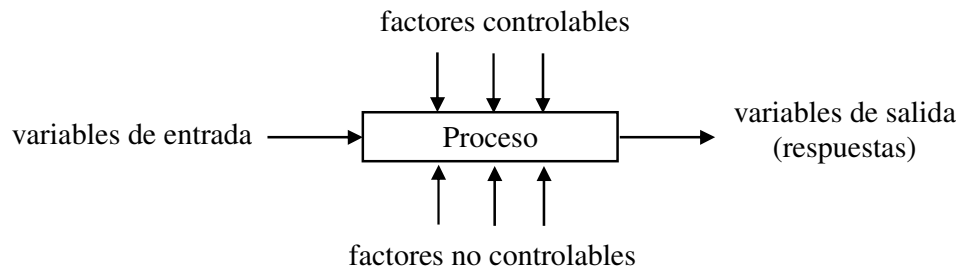 factores controlables
variables de entrada
Proceso
variables de salida
(respuestas)
factores no controlables